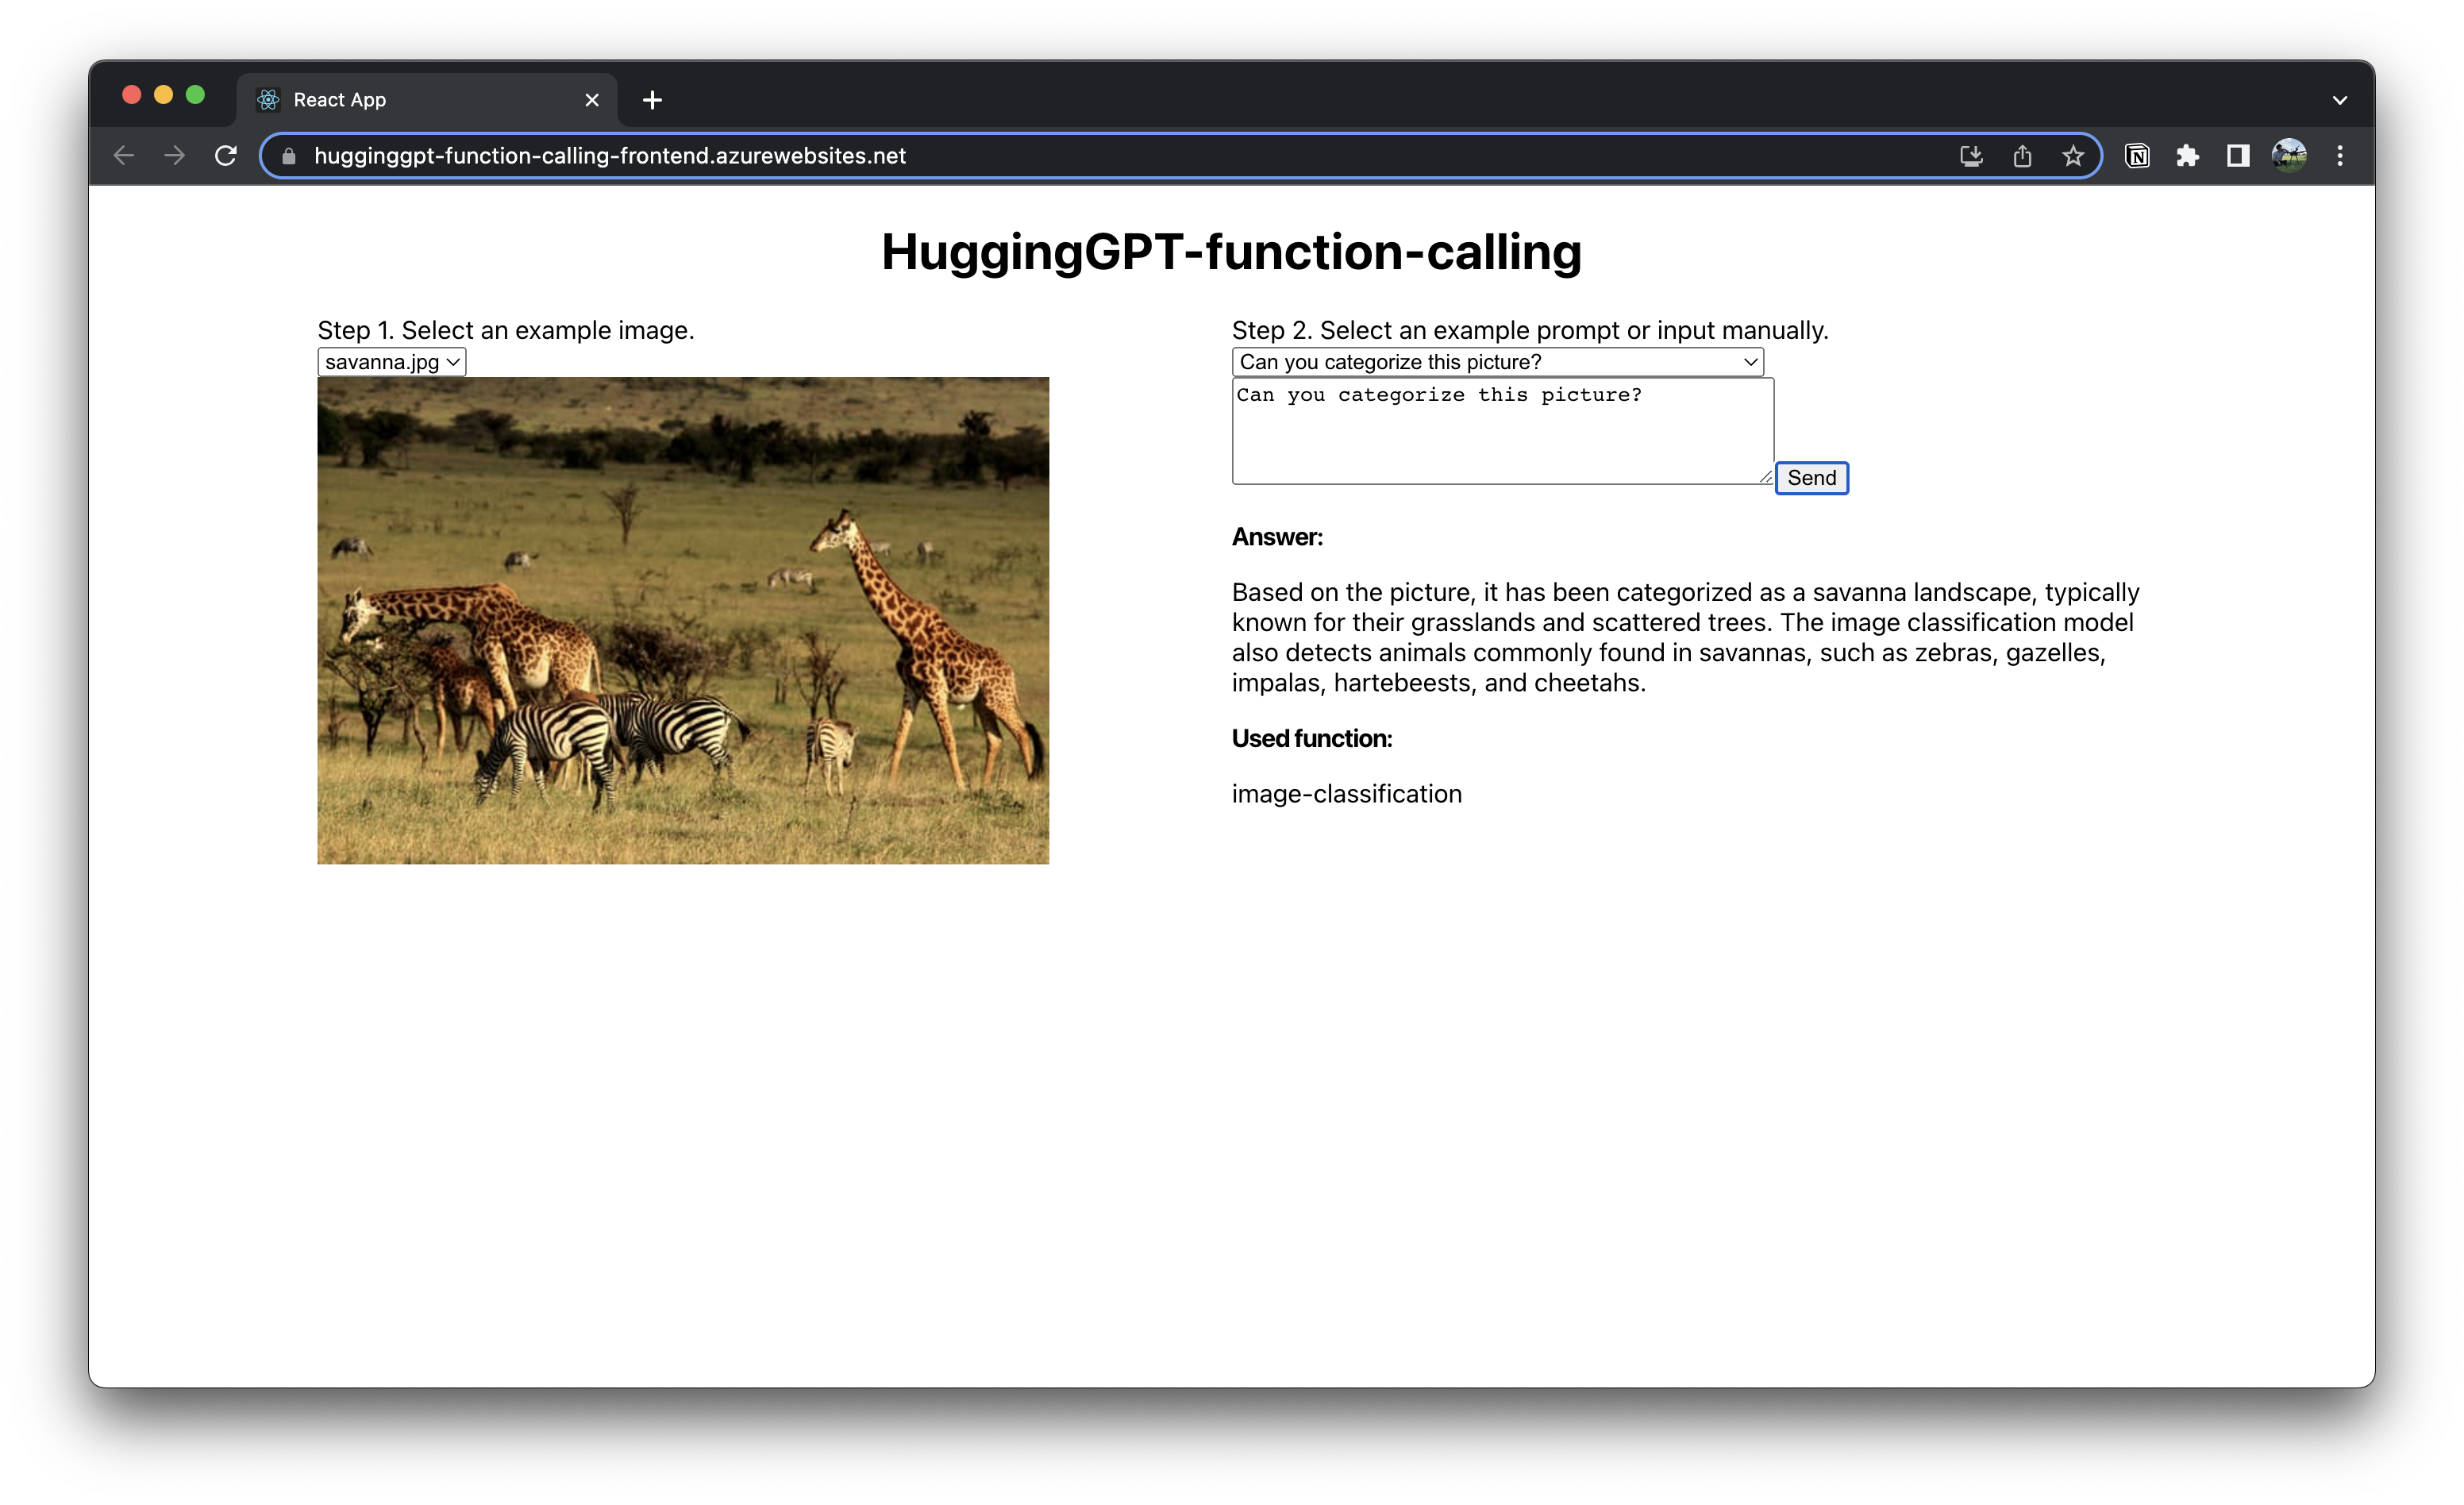 React App
hugginggpt-function-calling-frontend.azurewebsites.net
HuggingGPT-function-calling
Step 1. Select an example image.
savanna.jpg
Step 2. Select an example prompt or input manually.
Can you categorize this picture?
Can you categorize this picture?
Send
Answer:
Based on the picture, it has been categorized as a savanna landscape, typically
known for their grasslands and scattered trees. The image classification model
also detects animals commonly found in savannas, such as zebras, gazelles,
impalas, hartebeests, and cheetahs.
Used function:
image-classification